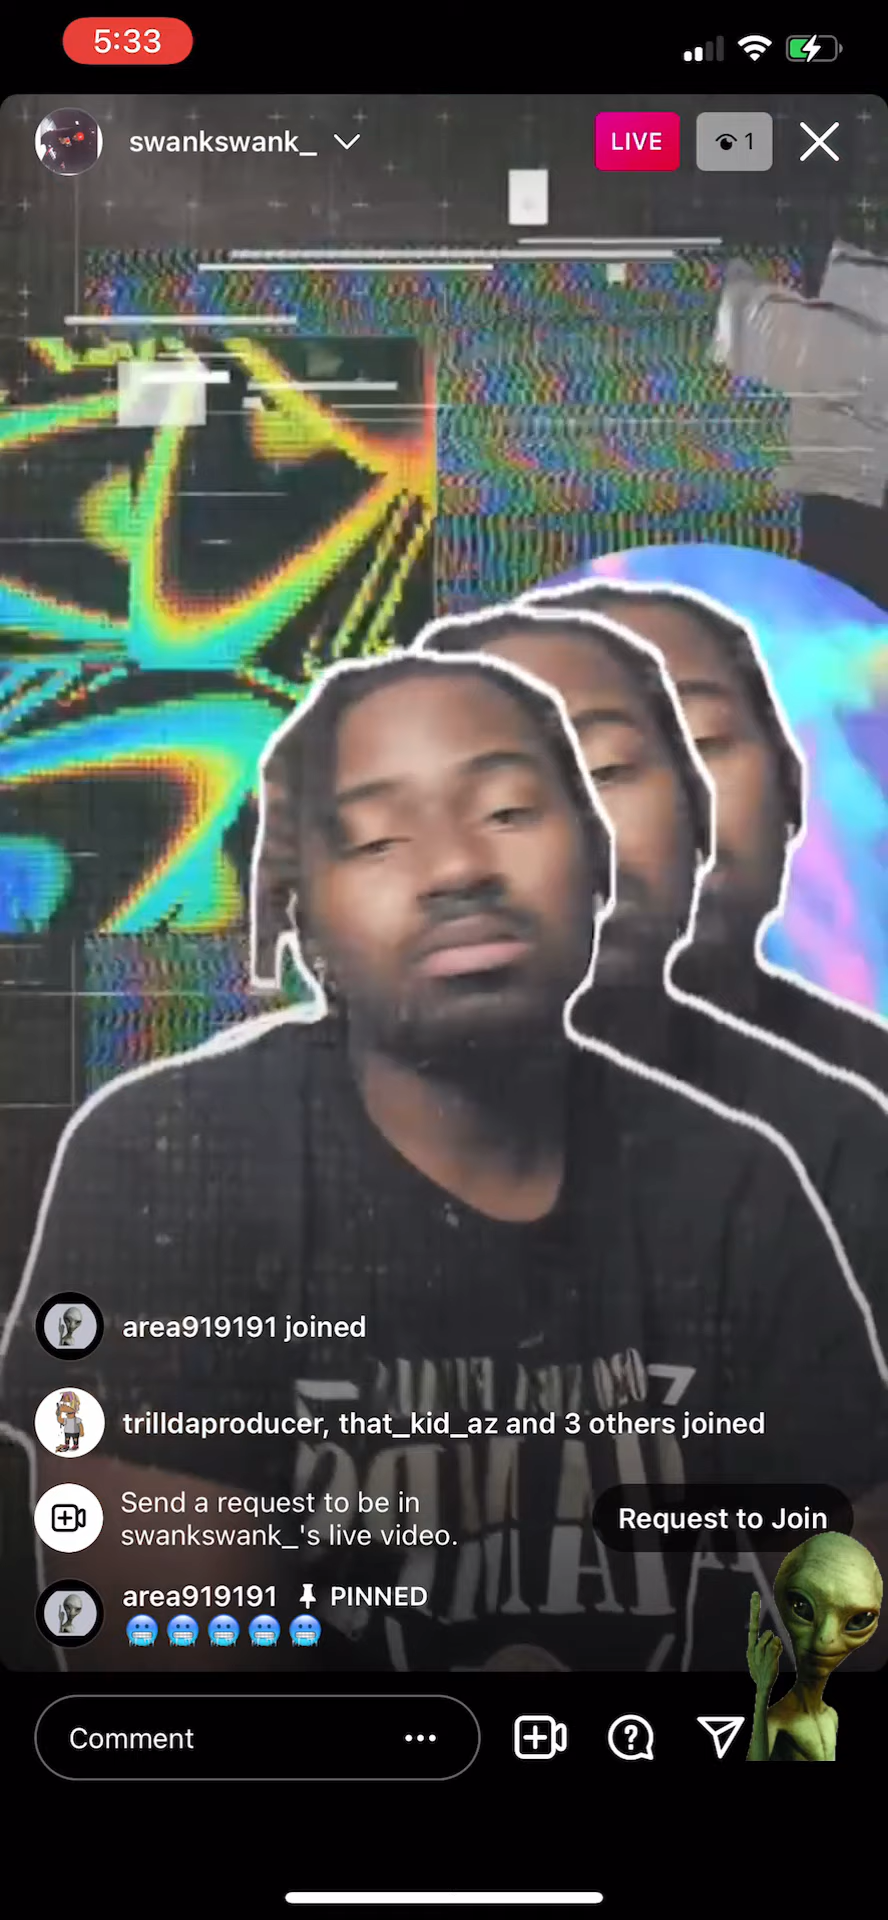 5:33
swankswank_
LIVE
1
area919191 joined
trilldaproducer, that_kid_az and 3 others joined
Send a request to be in
swankswank_'s live video.
Request to Join
area919191 PINNED
🥶🥶🥶🥶🥶
Comment